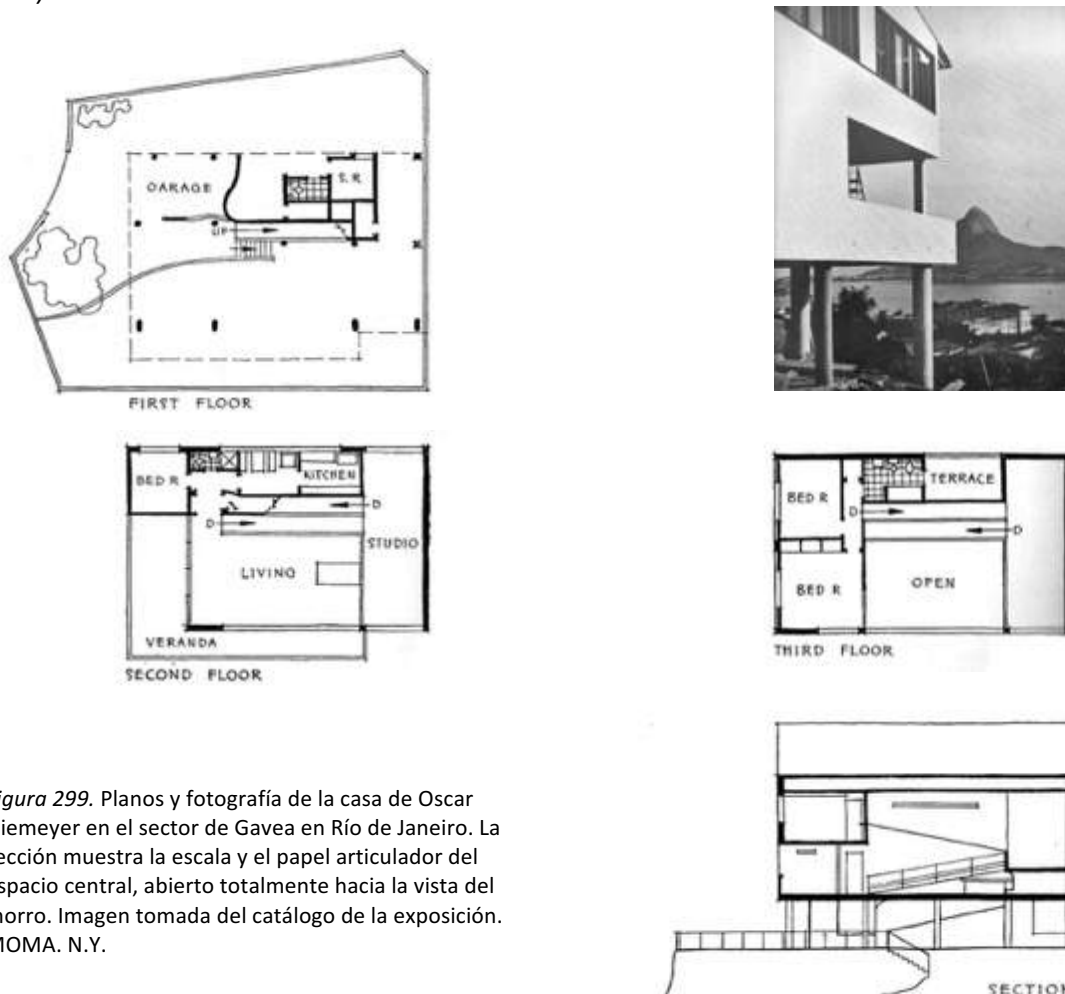 GARAGE
S.R
UP
FIRST FLOOR
BED R
KITCHEN
D
D
STUDIO
LIVING
VERANDA
SECOND FLOOR
BED R
TERRACE
D
D
BED R
OPEN
THIRD FLOOR
igura 299. Planos y fotografía de la casa de Oscar
iemeyer en el sector de Gavea en Río de Janeiro. La
ección muestra la escala y el papel articulador del
spacio central, abierto totalmente hacia la vista del
morro. Imagen tomada del catálogo de la exposición.
MOMA. N.Y.
SECTION